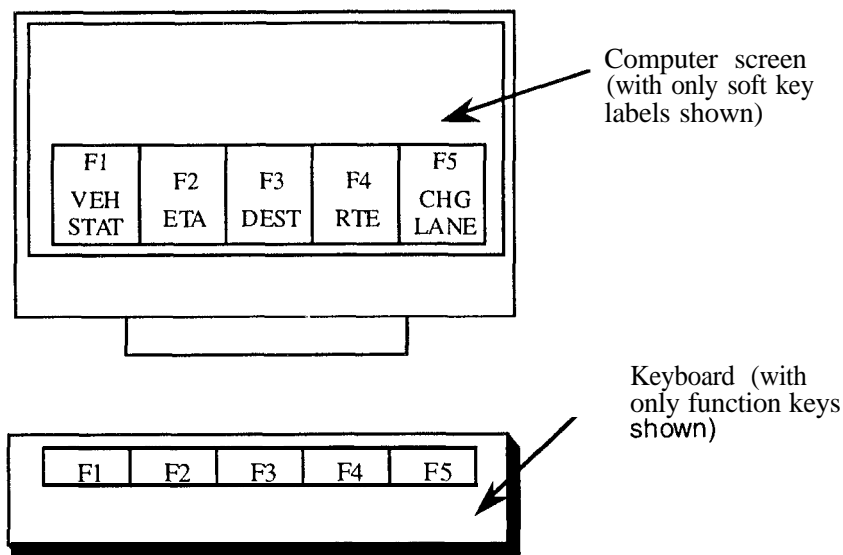 Computer screen
(with only soft key
labels shown)
F1
VEH
STAT
F2
ETA
F3
DEST
F4
RTE
F5
CHG
LANE
Keyboard (with
only function keys
shown)
F1 F2 F3 F4 F5